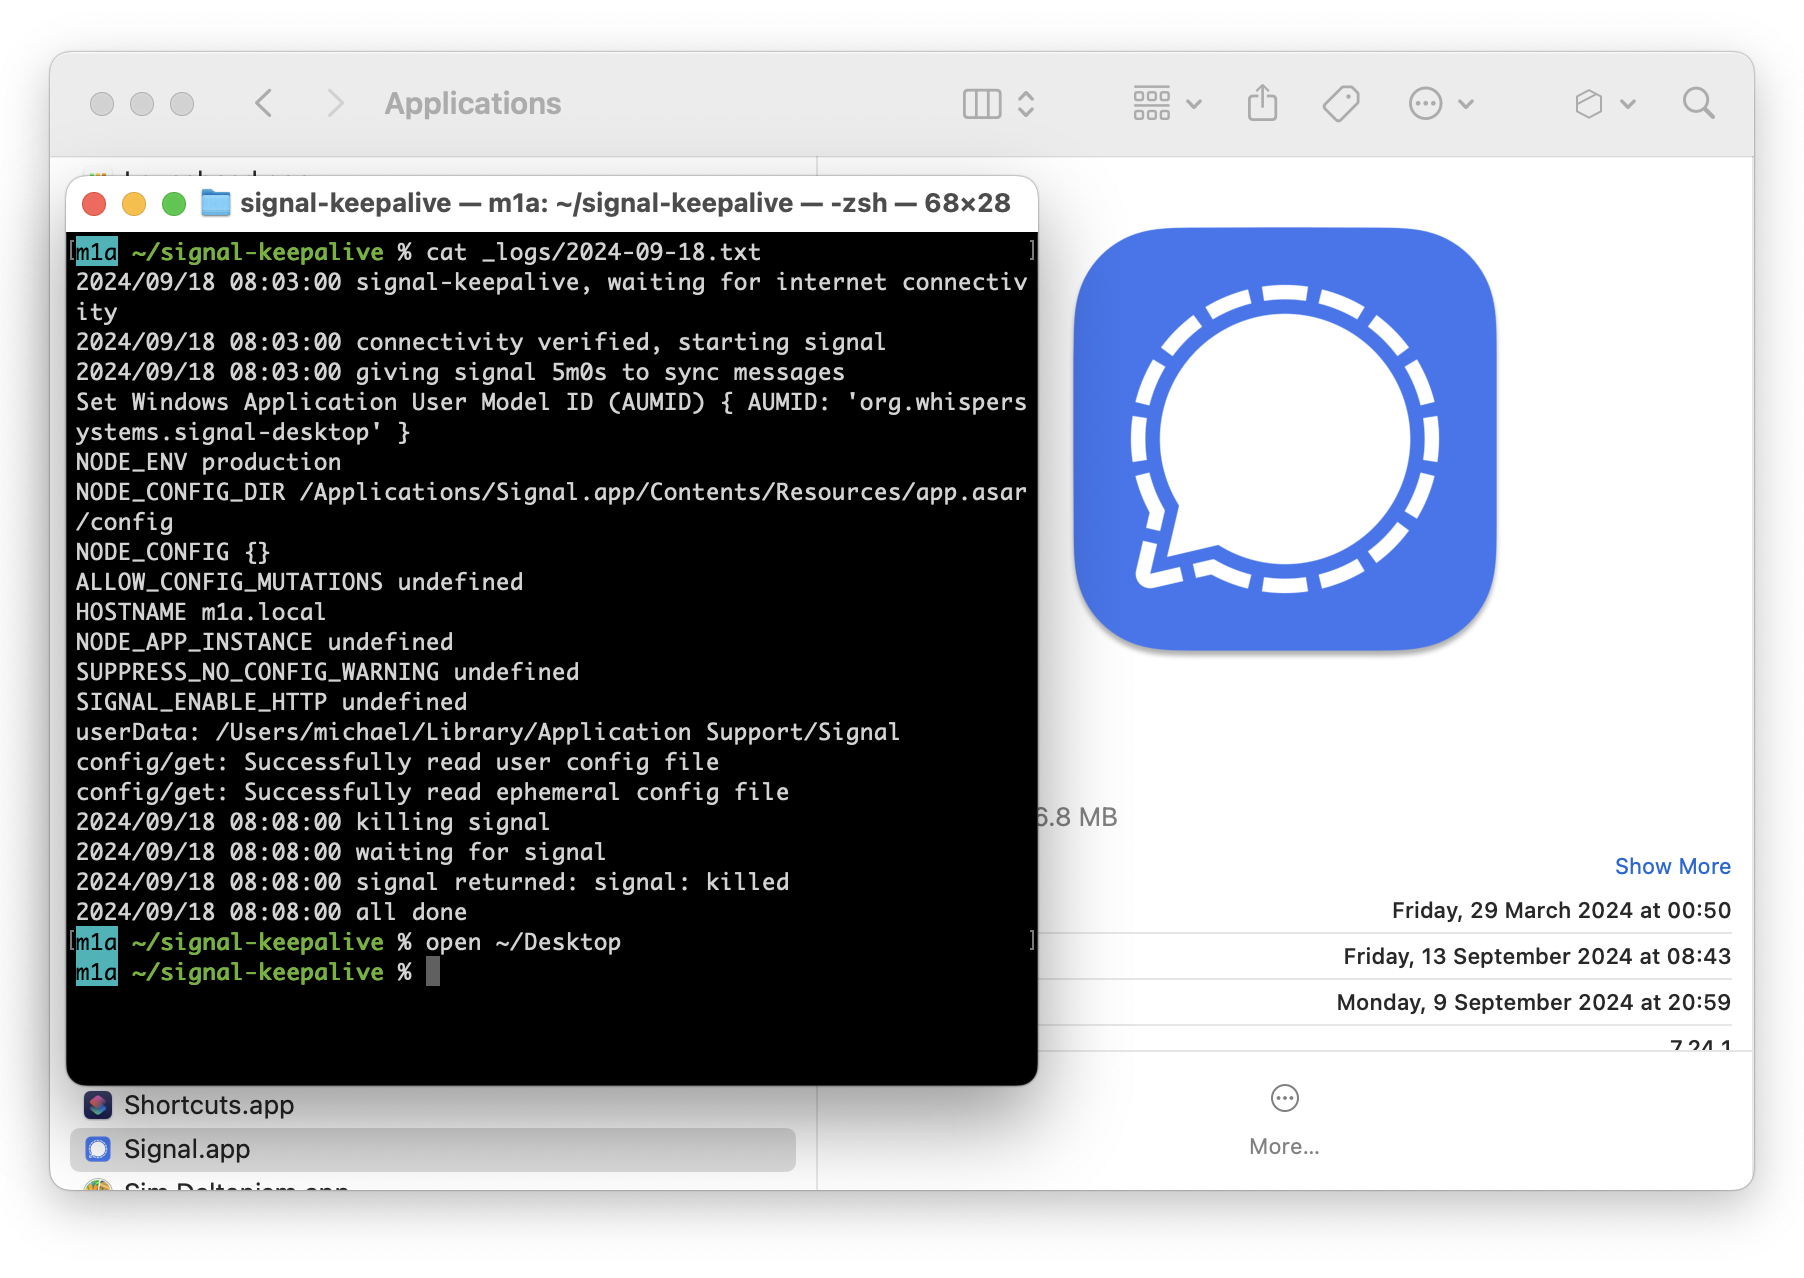 Applications
signal-keepalive — m1a: ~/signal-keepalive — -zsh — 68×28
[m1a ~/signal-keepalive % cat _logs/2024-09-18.txt ]
2024/09/18 08:03:00 signal-keepalive, waiting for internet connectiv
ity
2024/09/18 08:03:00 connectivity verified, starting signal
2024/09/18 08:03:00 giving signal 5m0s to sync messages
Set Windows Application User Model ID (AUMID) { AUMID: 'org.whispers
ystems.signal-desktop' }
NODE_ENV production
NODE_CONFIG_DIR /Applications/Signal.app/Contents/Resources/app.asar
/config
NODE_CONFIG {}
ALLOW_CONFIG_MUTATIONS undefined
HOSTNAME m1a.local
NODE_APP_INSTANCE undefined
SUPPRESS_NO_CONFIG_WARNING undefined
SIGNAL_ENABLE_HTTP undefined
userData: /Users/michael/Library/Application Support/Signal
config/get: Successfully read user config file
config/get: Successfully read ephemeral config file
2024/09/18 08:08:00 killing signal
2024/09/18 08:08:00 waiting for signal
2024/09/18 08:08:00 signal returned: signal: killed
2024/09/18 08:08:00 all done
[m1a ~/signal-keepalive % open ~/Desktop ]
m1a ~/signal-keepalive %
Shortcuts.app
Signal.app
Sim Daltonism.app
6.8 MB
Show More
Friday, 29 March 2024 at 00:50
Friday, 13 September 2024 at 08:43
Monday, 9 September 2024 at 20:59
7.24.1
More...